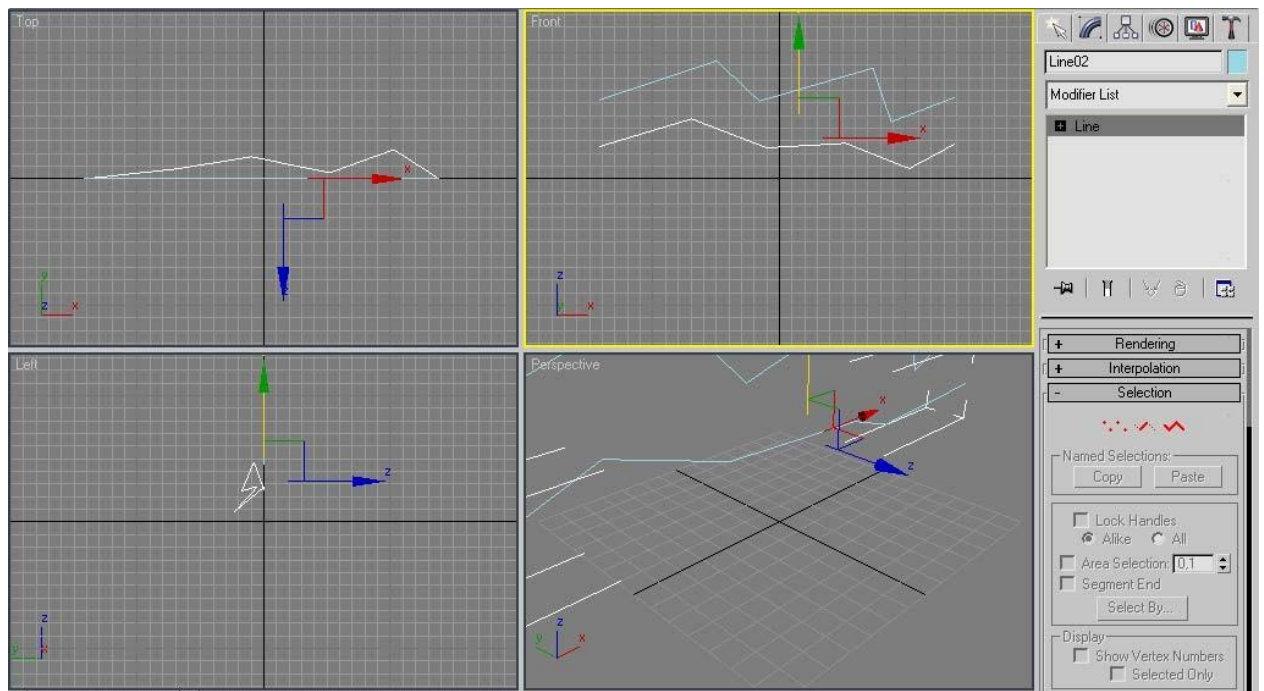 Top
x
z
y
z
x
Front
x
z
y
x
Left
z
z
y
x
Perspective
x
z
z
y
x
Line02
Modifier List
Line
+ Rendering
+ Interpolation
- Selection
Named Selections:
Copy Paste
Lock Handles
Alike All
Area Selection: 0,1
Segment End
Select By...
Display
Show Vertex Numbers
Selected Only